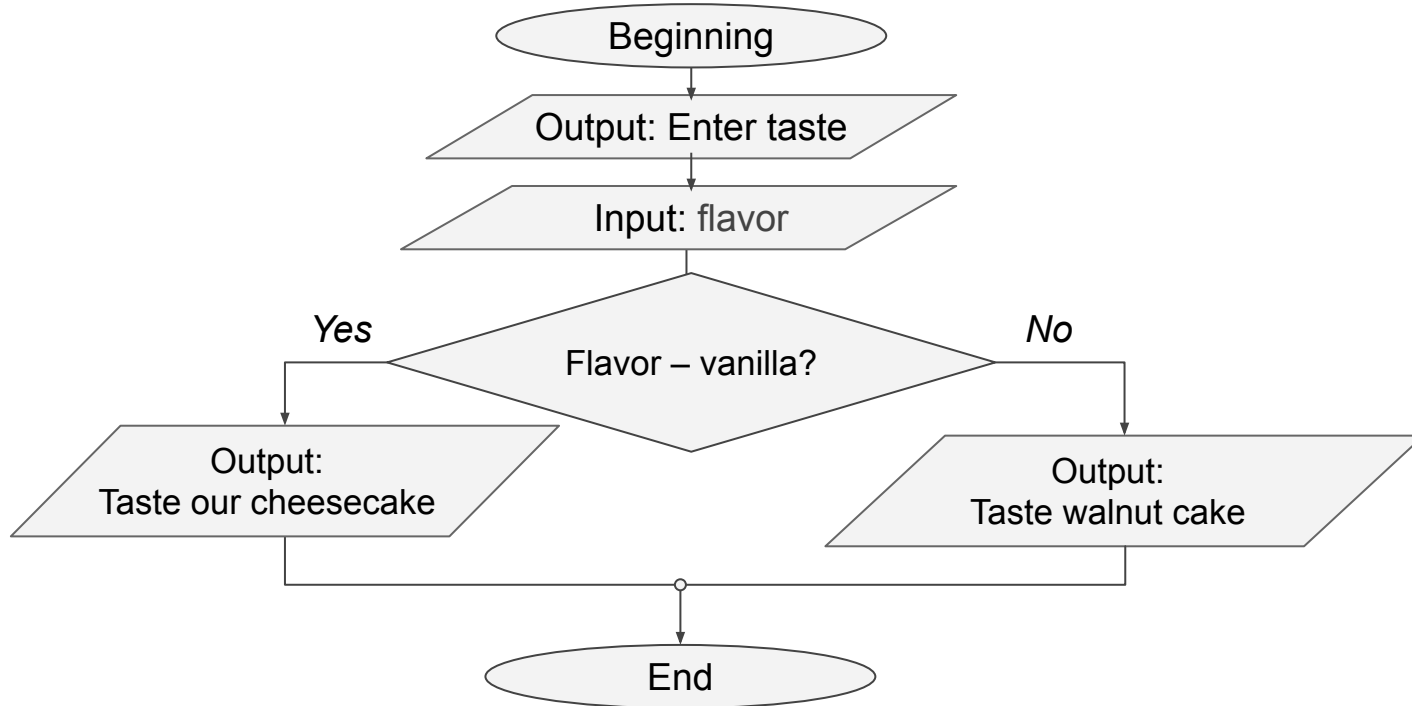 Beginning
Output: Enter taste
Input: flavor
Yes
No
Flavor – vanilla?
Output:
Taste our cheesecake
Output:
Taste walnut cake
End